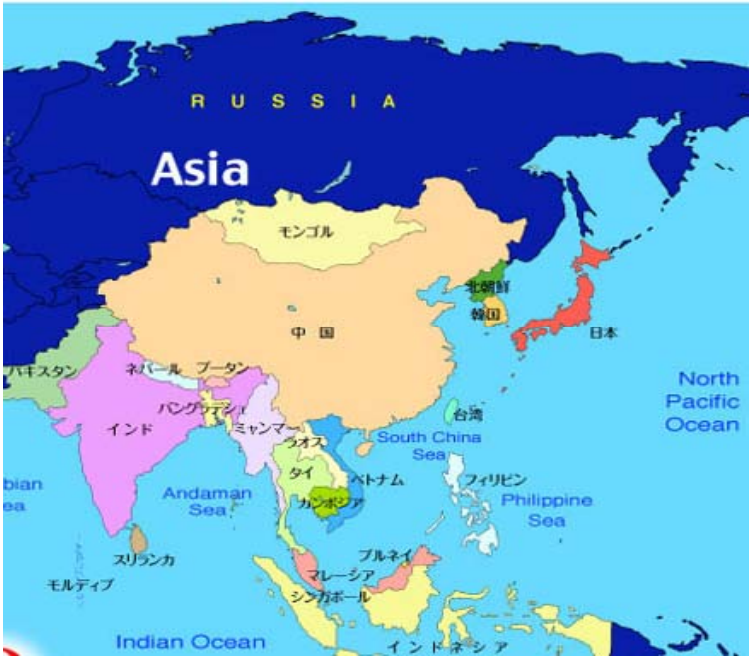 RUSSIA
Asia
モンゴル
北朝鮮
韓国
中国
日本
パキスタン
ネパール
ブータン
North
Pacific
Ocean
バングラデシュ
インド
ミャンマー
ラオス
台湾
South China
Sea
タイ
ベトナム
フィリピン
カンボジア
Andaman
Sea
Philippine
Sea
bian
ea
スリランカ
モルディブ
ブルネイ
マレーシア
シンガポール
インドネシア
Indian Ocean